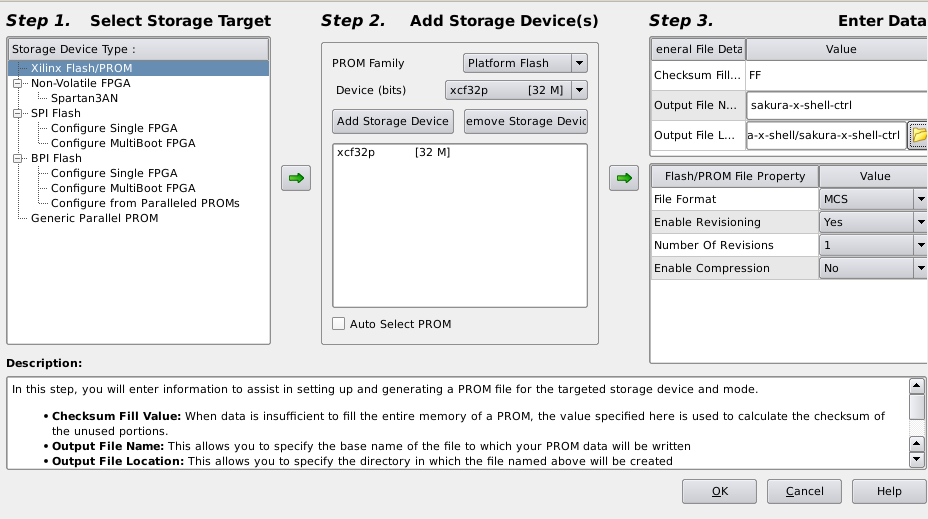 Step 1. Select Storage Target
Storage Device Type :
Xilinx Flash/PROM
Non-Volatile FPGA
Spartan3AN
SPI Flash
Configure Single FPGA
Configure MultiBoot FPGA
BPI Flash
Configure Single FPGA
Configure MultiBoot FPGA
Configure from Paralleled PROMs
Generic Parallel PROM
Step 2. Add Storage Device(s)
PROM Family Platform Flash
Device (bits) xcf32p [32 M]
Add Storage Device emove Storage Devic
xcf32p [32 M]
Auto Select PROM
Step 3. Enter Data
eneral File Deta Value
Checksum Fill... FF
Output File N... sakura-x-shell-ctrl
Output File L... a-x-shell/sakura-x-shell-ctrl
Flash/PROM File Property Value
File Format MCS
Enable Revisioning Yes
Number Of Revisions 1
Enable Compression No
Description:
In this step, you will enter information to assist in setting up and generating a PROM file for the targeted storage device and mode.
• Checksum Fill Value: When data is insufficient to fill the entire memory of a PROM, the value specified here is used to calculate the checksum of
the unused portions.
• Output File Name: This allows you to specify the base name of the file to which your PROM data will be written
• Output File Location: This allows you to specify the directory in which the file named above will be created
OK Cancel Help